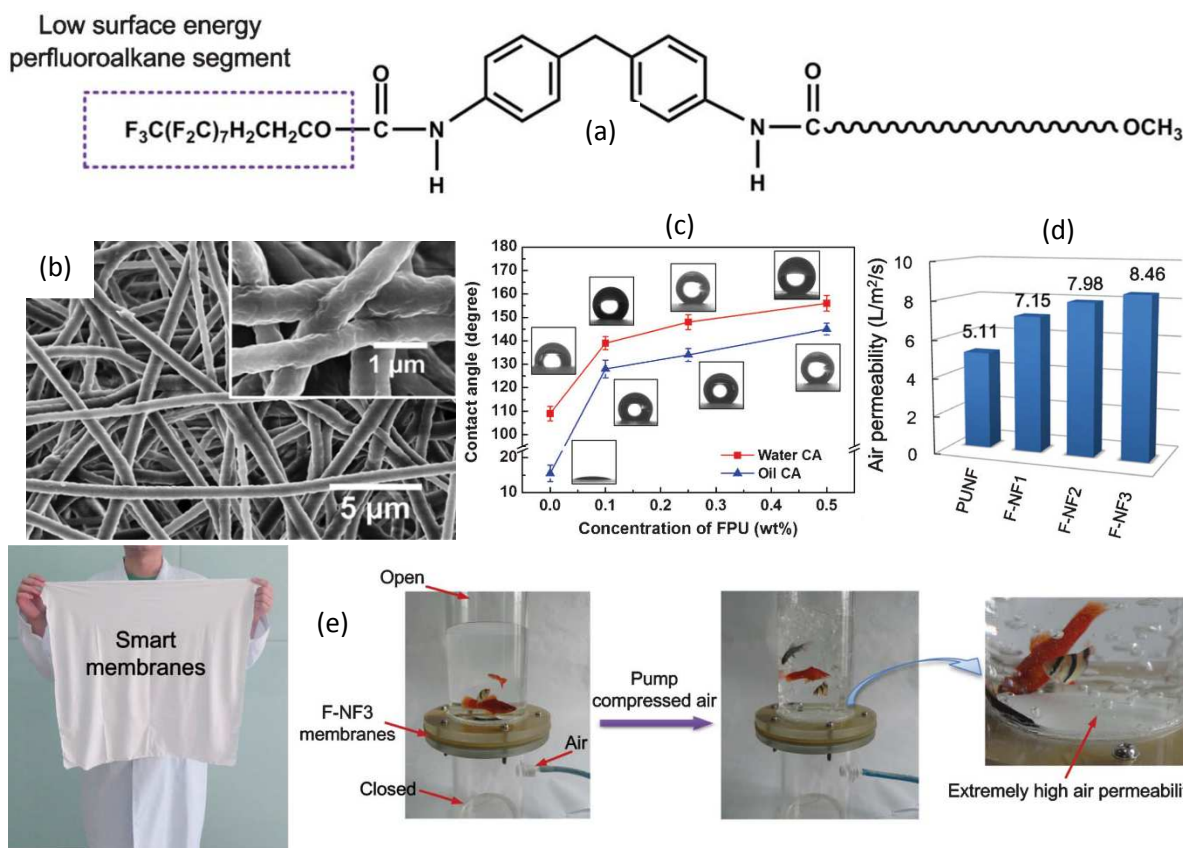 Low surface energy
perfluoroalkane segment
F₃C(F₂C)₇H₂CH₂CO
O
C
N
H
(a)
N
H
O
C
OCH₃
(b)
1 µm
5 µm
(c)
Contact angle (degree)
180
170
160
150
140
130
120
110
100
20
10
Water CA
Oil CA
0.0 0.1 0.2 0.3 0.4 0.5
Concentration of FPU (wt%)
(d)
Air permeability (L/m²/s)
10
8
6
4
2
0
5.11
7.15
7.98
8.46
PUNF
F-NF1
F-NF2
F-NF3
Smart
membranes
(e)
Open
F-NF3
membranes
Air
Closed
Pump
compressed air
Extremely high air permeability